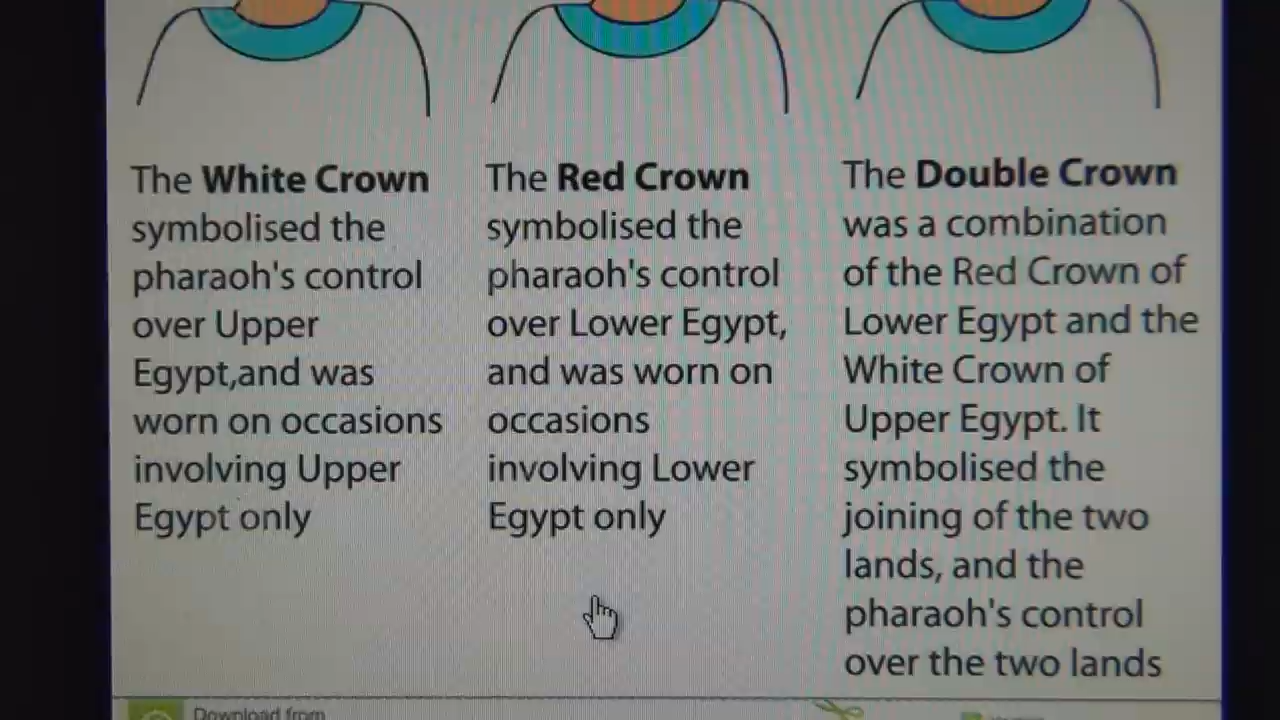 The White Crown
symbolised the
pharaoh's control
over Upper
Egypt,and was
worn on occasions
involving Upper
Egypt only
The Red Crown
symbolised the
pharaoh's control
over Lower Egypt,
and was worn on
occasions
involving Lower
Egypt only
The Double Crown
was a combination
of the Red Crown of
Lower Egypt and the
White Crown of
Upper Egypt. It
symbolised the
joining of the two
lands, and the
pharaoh's control
over the two lands
Download from